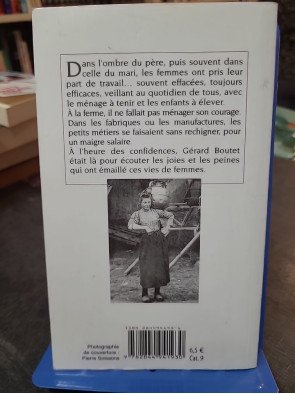 Dans l'ombre du père, puis souvent dans
celle du mari, les femmes ont pris leur
part de travail... souvent effacées, toujours
efficaces, veillant au quotidien de tous, avec
le ménage à tenir et les enfants à élever.
À la ferme, il ne fallait pas ménager son courage.
Dans les fabriques ou les manufactures, les
petits métiers se faisaient sans rechigner, pour
un maigre salaire.
À l'heure des confidences, Gérard Boutet
était là pour écouter les joies et les peines
qui ont émaillé ces vies de femmes.
Photographie
de couverture
Pierre
ISBN
6,5 €
Cat. 9
9 782844 941930